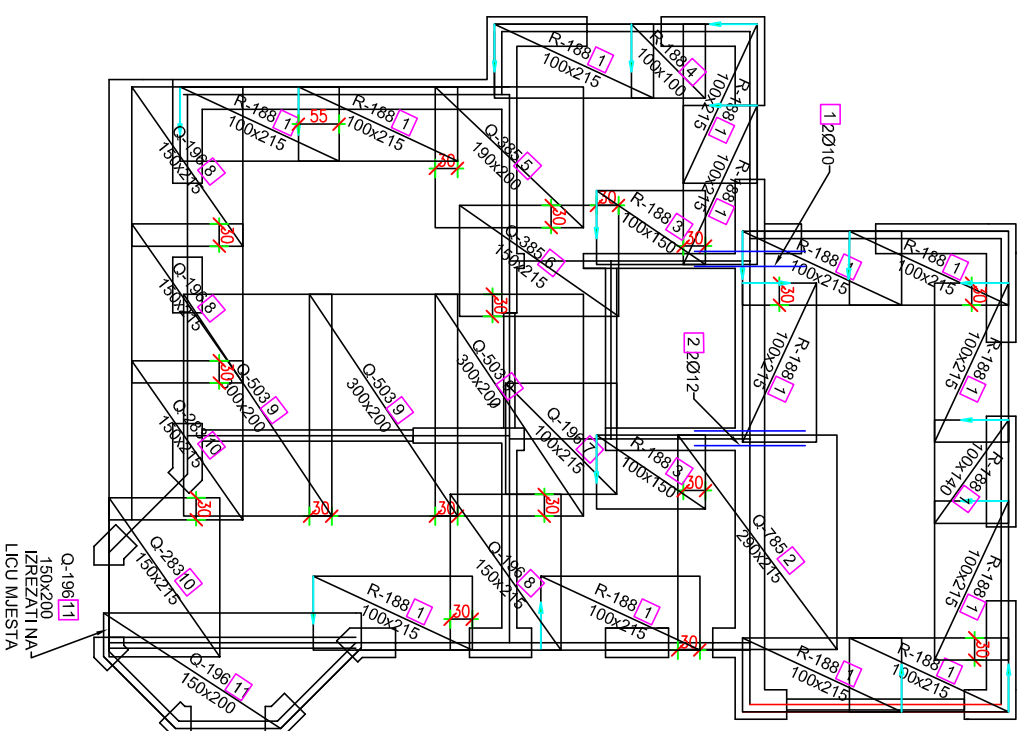 R-188 1
100x215
R-188 4
100x100
R-188 1
100x215
R-188 1
100x215
1 2Ø10
R-188 1
100x215
55
R-188 1
100x215
Q-385 5
190x200
30
Q-196 8
150x215
30
30
30
R-188 3
100x150
30
Q-385 6
150x215
30
R-188 1
100x215
R-188 1
100x215
30
30
R-188 1
100x215
R-188 1
100x215
2 2Ø12
Q-196 8
150x215
30
Q-503 9
300x200
Q-503 9
300x200
Q-503
300x200
Q-196 7
100x215
R-188 3
100x150
30
R-188
100x140
Q-283 10
150x215
30
30
30
30
Q-785 2
290x215
Q-283 10
150x215
Q-196 8
150x215
R-188 1
100x215
30
R-188 1
100x215
30
R-188 1
100x215
30
R-188 1
100x215
R-188 1
100x215
Q-196 11
150x200
Q-196 11
150x200
IZREZATI NA
LICU MJESTA